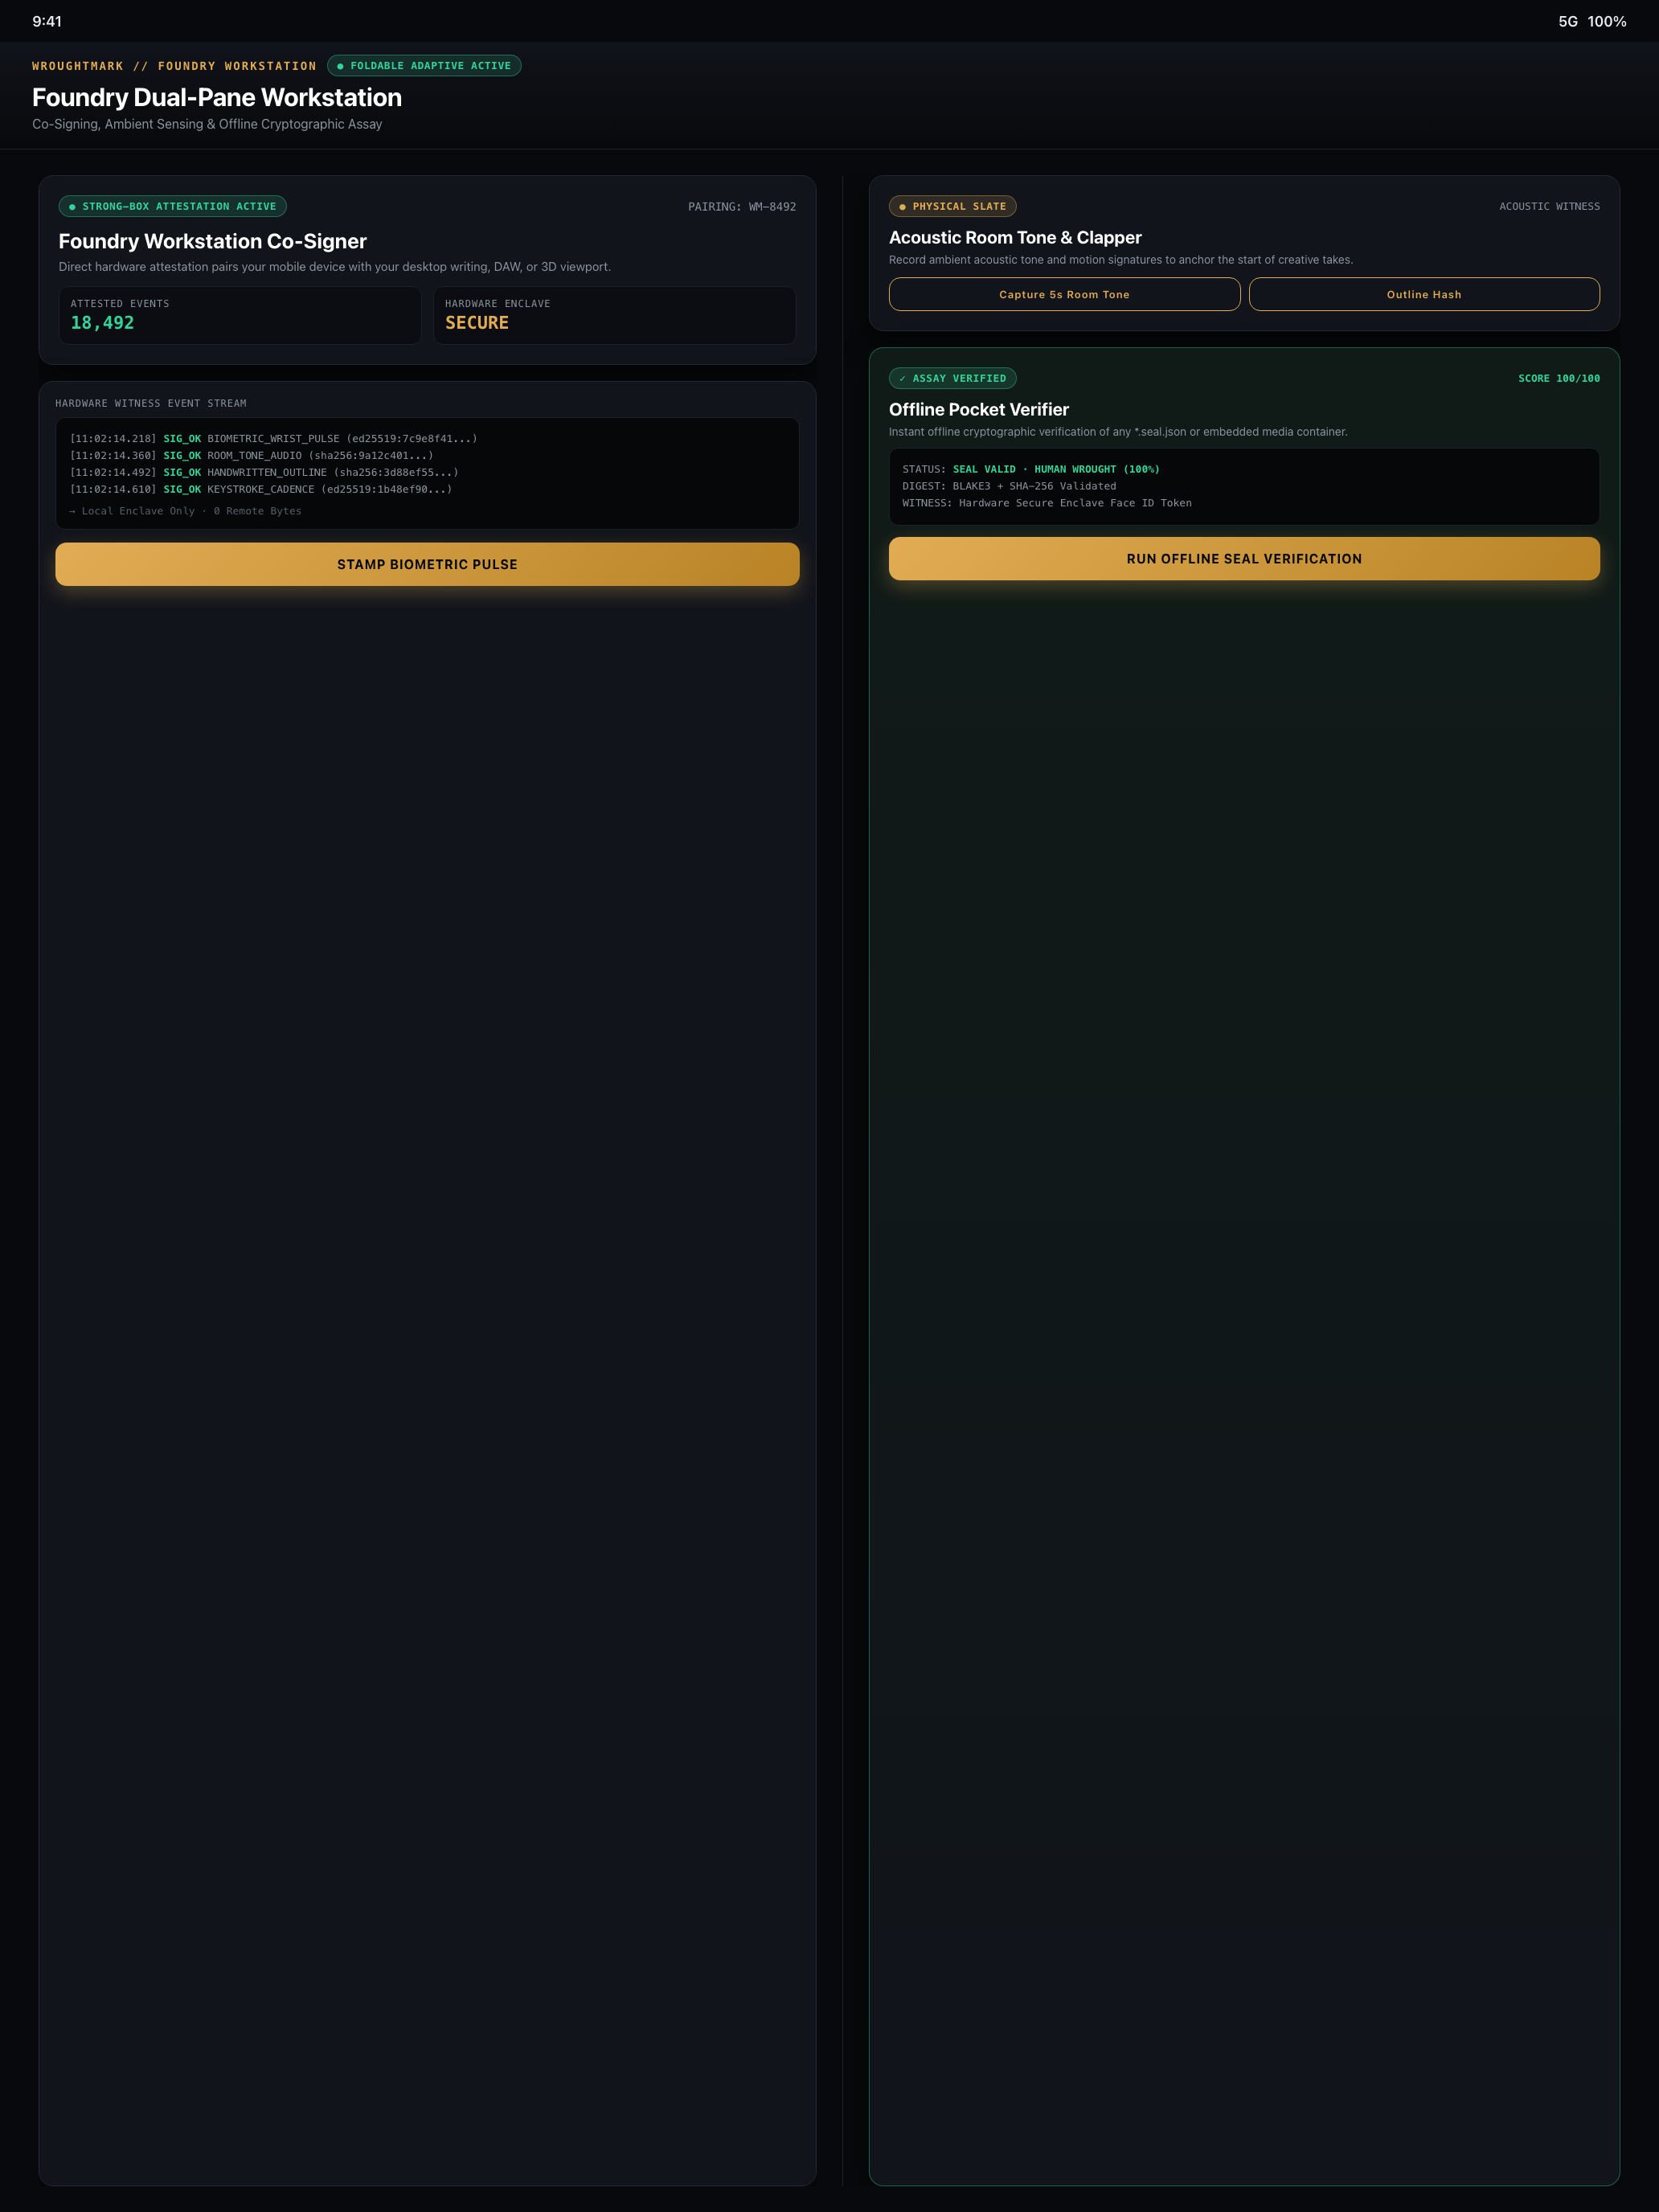 9:41
5G 100%
WROUGHTMARK // FOUNDRY WORKSTATION
● FOLDABLE ADAPTIVE ACTIVE
Foundry Dual-Pane Workstation
Co-Signing, Ambient Sensing & Offline Cryptographic Assay
● STRONG-BOX ATTESTATION ACTIVE
PAIRING: WM-8492
Foundry Workstation Co-Signer
Direct hardware attestation pairs your mobile device with your desktop writing, DAW, or 3D viewport.
ATTESTED EVENTS
18,492
HARDWARE ENCLAVE
SECURE
HARDWARE WITNESS EVENT STREAM
[11:02:14.218] SIG_OK BIOMETRIC_WRIST_PULSE (ed25519:7c9e8f41...)
[11:02:14.360] SIG_OK ROOM_TONE_AUDIO (sha256:9a12c401...)
[11:02:14.492] SIG_OK HANDWRITTEN_OUTLINE (sha256:3d88ef55...)
[11:02:14.610] SIG_OK KEYSTROKE_CADENCE (ed25519:1b48ef90...)
→ Local Enclave Only · 0 Remote Bytes
STAMP BIOMETRIC PULSE
● PHYSICAL SLATE
ACOUSTIC WITNESS
Acoustic Room Tone & Clapper
Record ambient acoustic tone and motion signatures to anchor the start of creative takes.
Capture 5s Room Tone
Outline Hash
✓ ASSAY VERIFIED
SCORE 100/100
Offline Pocket Verifier
Instant offline cryptographic verification of any *.seal.json or embedded media container.
STATUS: SEAL VALID · HUMAN WROUGHT (100%)
DIGEST: BLAKE3 + SHA-256 Validated
WITNESS: Hardware Secure Enclave Face ID Token
RUN OFFLINE SEAL VERIFICATION